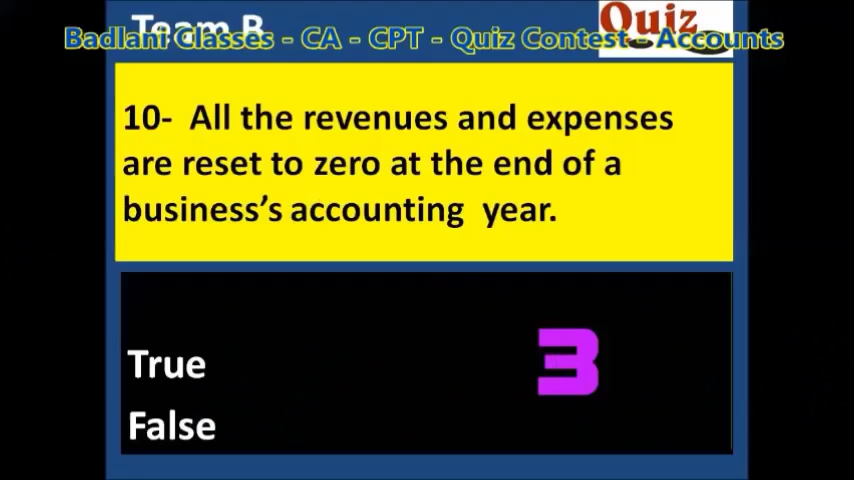 Team B
Quiz
Badlani Classes - CA - CPT - Quiz Contest - Accounts
10- All the revenues and expenses
are reset to zero at the end of a
business’s accounting year.
3
True
False